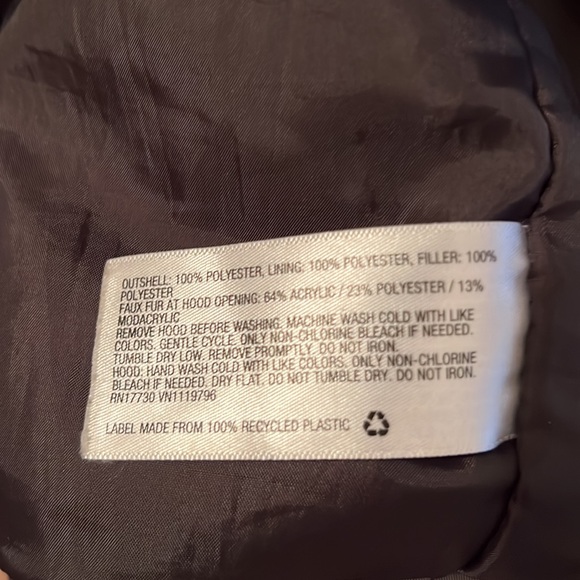 OUTSHELL: 100% POLYESTER, LINING: 100% POLYESTER, FILLER: 100%
POLYESTER
FAUX FUR AT HOOD OPENING: 64% ACRYLIC / 23% POLYESTER / 13%
MODACRYLIC
REMOVE HOOD BEFORE WASHING. MACHINE WASH COLD WITH LIKE
COLORS. GENTLE CYCLE. ONLY NON-CHLORINE BLEACH IF NEEDED.
TUMBLE DRY LOW. REMOVE PROMPTLY. DO NOT IRON.
HOOD: HAND WASH COLD WITH LIKE COLORS. ONLY NON-CHLORINE
BLEACH IF NEEDED. DRY FLAT. DO NOT TUMBLE DRY. DO NOT IRON.
RN17730 VN1119796
LABEL MADE FROM 100% RECYCLED PLASTIC